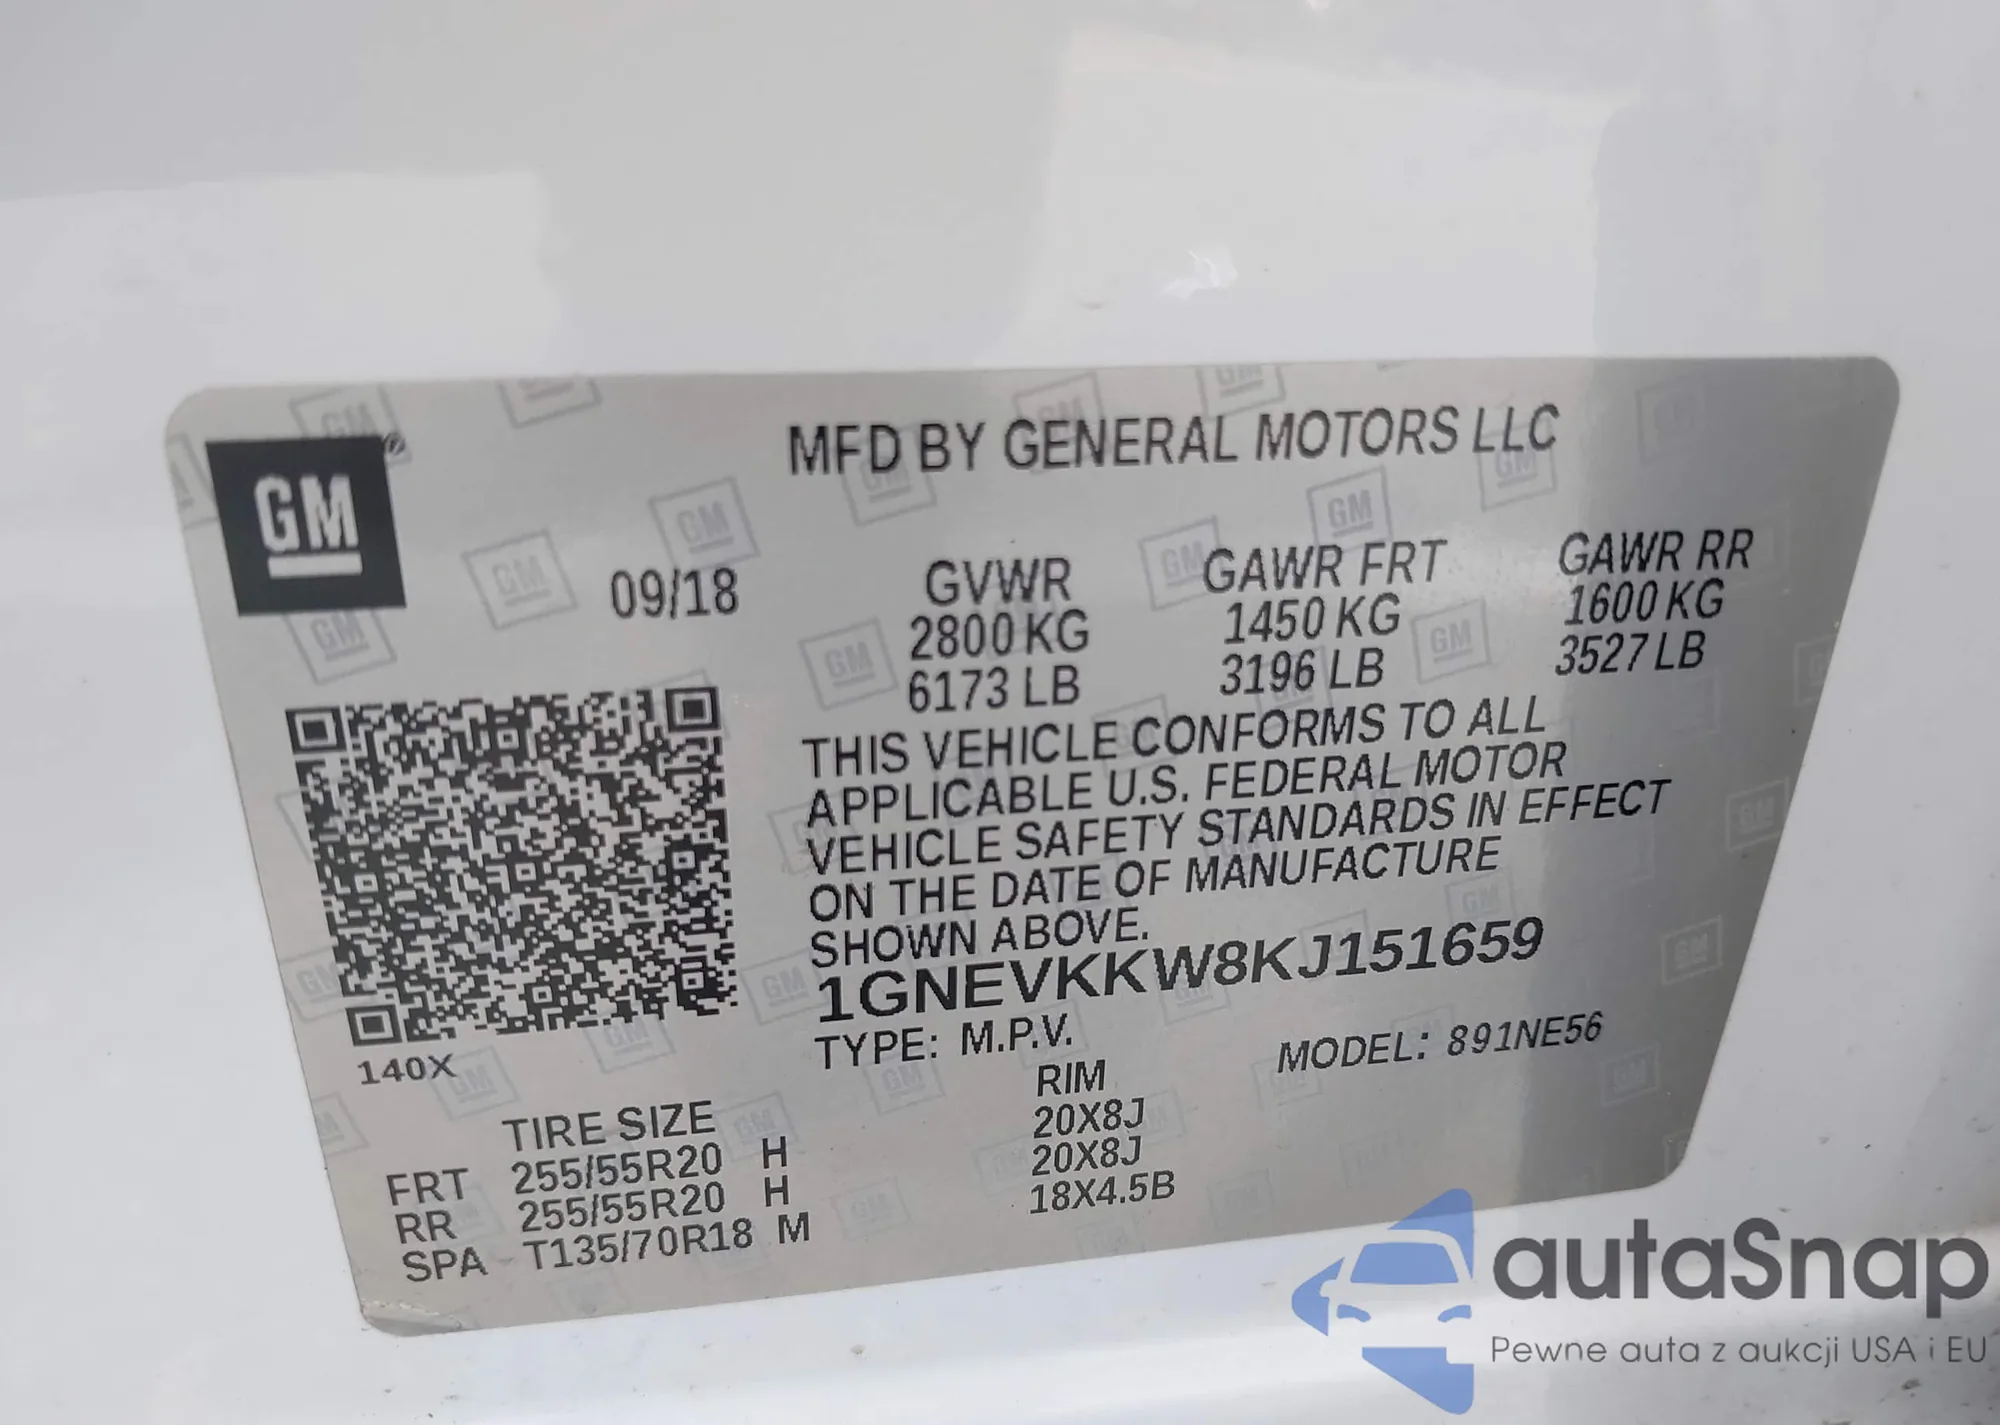 MFD BY GENERAL MOTORS LLC
GM
09/18
GVWR GAWR FRT GAWR RR
2800 KG 1450 KG 1600 KG
6173 LB 3196 LB 3527 LB
THIS VEHICLE CONFORMS TO ALL
APPLICABLE U.S. FEDERAL MOTOR
VEHICLE SAFETY STANDARDS IN EFFECT
ON THE DATE OF MANUFACTURE
SHOWN ABOVE.
1GNEVKKW8KJ151659
TYPE: M.P.V. MODEL: 891NE56
140X
TIRE SIZE RIM
FRT 255/55R20 H 20X8J
RR 255/55R20 H 20X8J
SPA T135/70R18 M 18X4.5B
autaSnap
Pewne auta z aukcji USA i EU